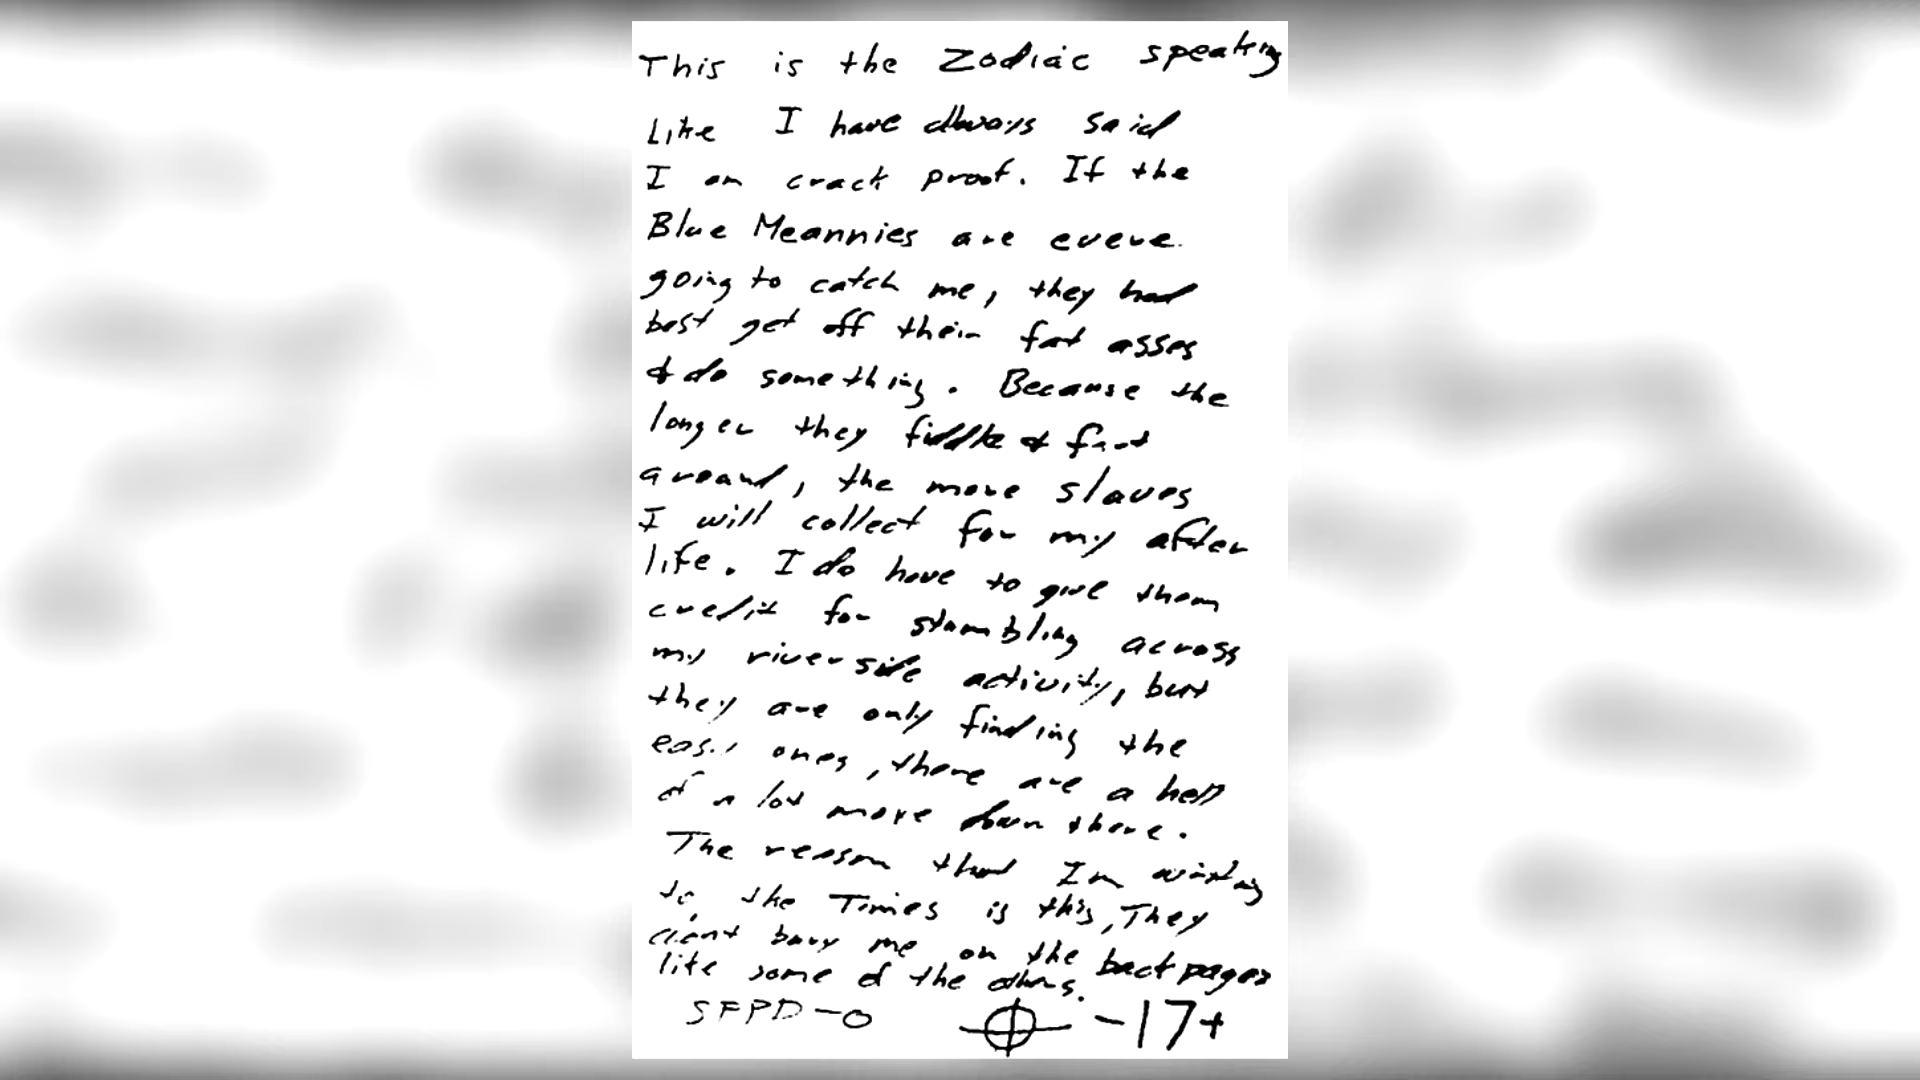 This is the Zodiac speaking
Like I have always said
I am crack proof. If the
Blue Meannies are evere
going to catch me, they had
best get off their fat asses
& do something. Because the
longer they fiddle & fart
around, the more slaves
I will collect for my after
life. I do have to give them
credit for stumbling across
my riverside activity, but
they are only finding the
easy ones, there are a hell
of a lot more down there.
The reason that Im writing
to the Times is this, They
dont bury me on the back pages
like some of the others.
SFPD-0 -17+